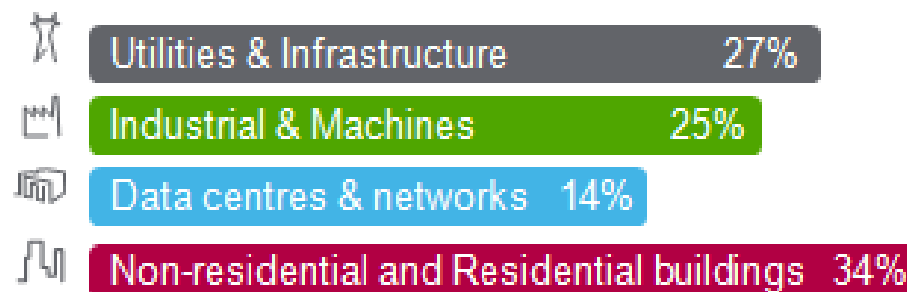 Utilities & Infrastructure 27%
Industrial & Machines 25%
Data centres & networks 14%
Non-residential and Residential buildings 34%